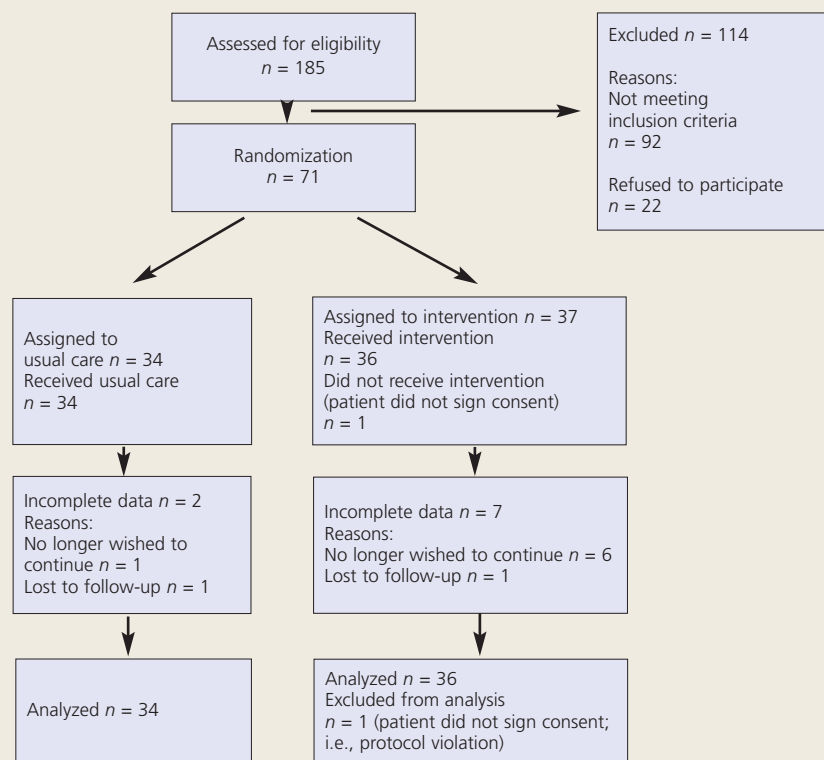 Assessed for eligibility
n = 185
Excluded n = 114
Reasons:
Not meeting
inclusion criteria
n = 92
Refused to participate
n = 22
Randomization
n = 71
Assigned to
usual care n = 34
Received usual care
n = 34
Assigned to intervention n = 37
Received intervention
n = 36
Did not receive intervention
(patient did not sign consent)
n = 1
Incomplete data n = 2
Reasons:
No longer wished to
continue n = 1
Lost to follow-up n = 1
Incomplete data n = 7
Reasons:
No longer wished to continue n = 6
Lost to follow-up n = 1
Analyzed n = 34
Analyzed n = 36
Excluded from analysis
n = 1 (patient did not sign consent;
i.e., protocol violation)